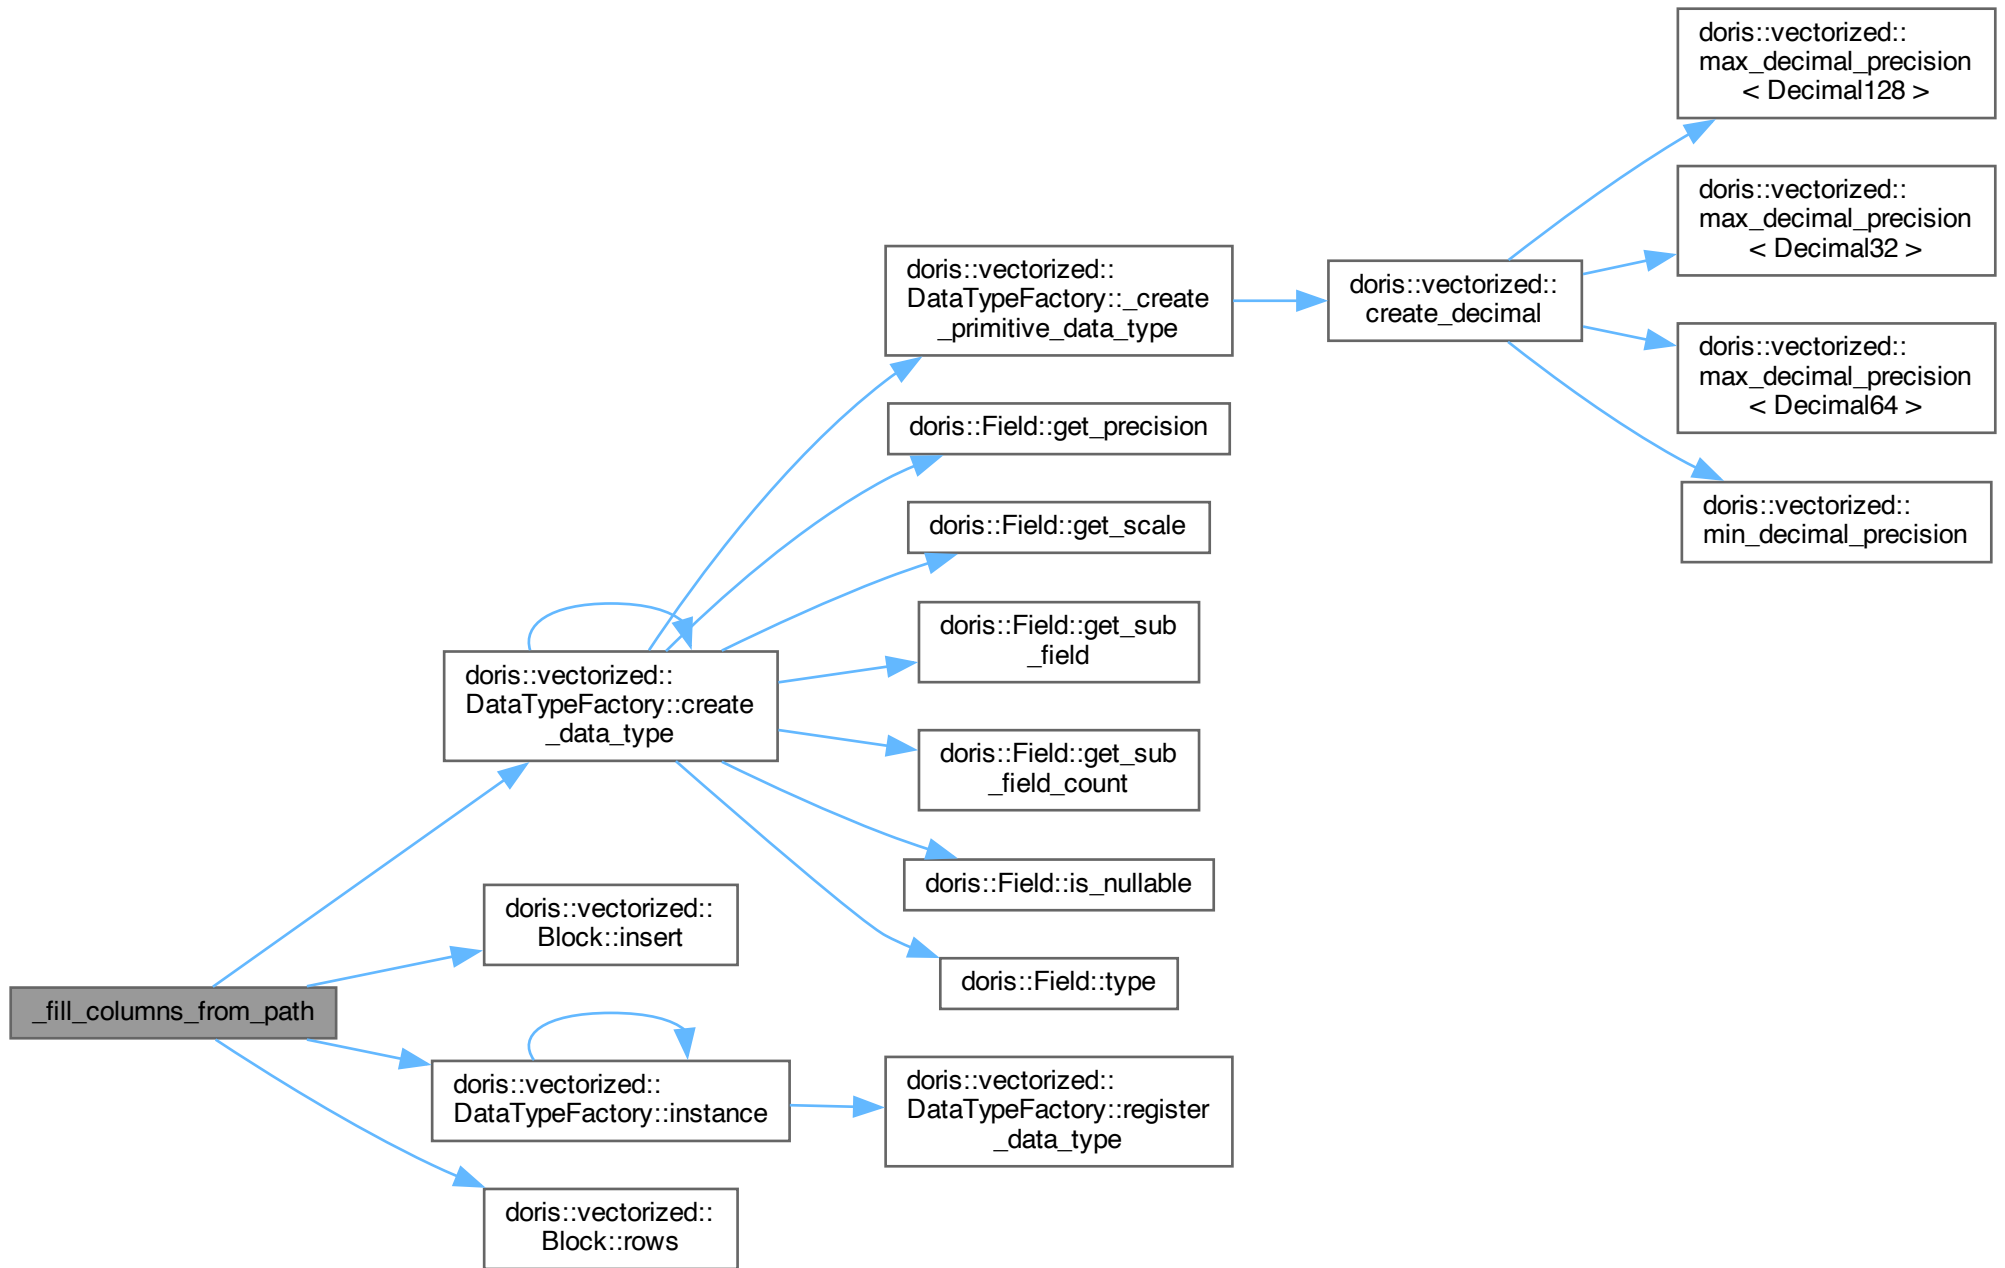 _fill_columns_from_path
doris::vectorized::
DataTypeFactory::create
_data_type
doris::vectorized::
Block::insert
doris::vectorized::
DataTypeFactory::instance
doris::vectorized::
Block::rows
doris::vectorized::
DataTypeFactory::_create
_primitive_data_type
doris::Field::get_precision
doris::Field::get_scale
doris::Field::get_sub
_field
doris::Field::get_sub
_field_count
doris::Field::is_nullable
doris::Field::type
doris::vectorized::
DataTypeFactory::register
_data_type
doris::vectorized::
create_decimal
doris::vectorized::
max_decimal_precision
< Decimal128 >
doris::vectorized::
max_decimal_precision
< Decimal32 >
doris::vectorized::
max_decimal_precision
< Decimal64 >
doris::vectorized::
min_decimal_precision